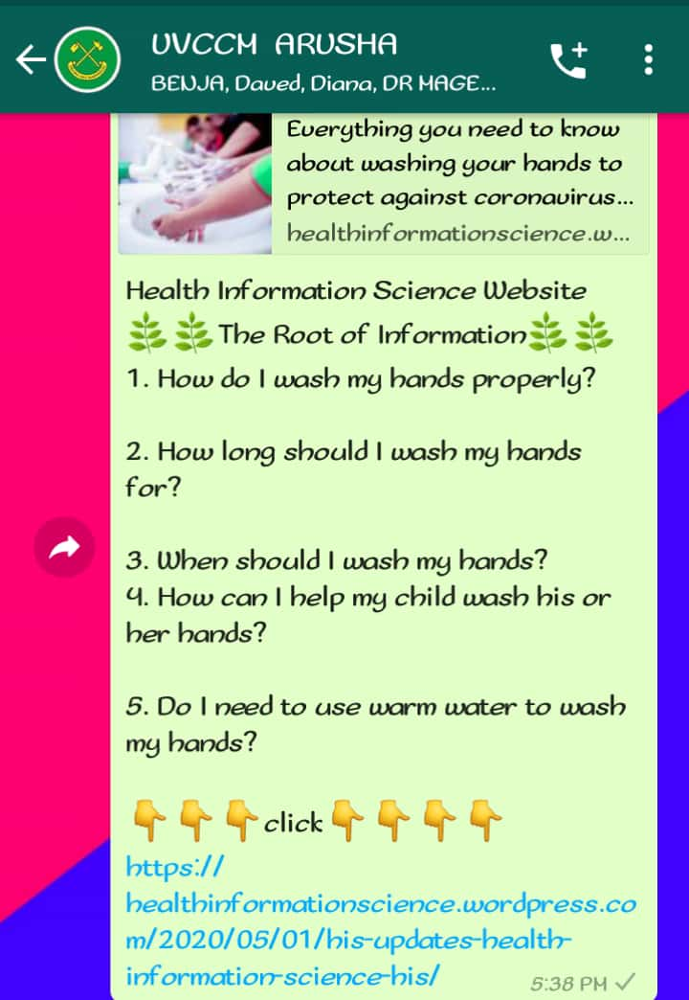 UVCCM ARUSHA
BENJA, Daved, Diana, DR MAGE...
Everything you need to know
about washing your hands to
protect against coronavirus...
healthinformationscience.w...
Health Information Science Website
🌿🌿The Root of Information🌿🌿
1. How do I wash my hands properly?
2. How long should I wash my hands
for?
3. When should I wash my hands?
4. How can I help my child wash his or
her hands?
5. Do I need to use warm water to wash
my hands?
👇👇👇click👇👇👇👇
https://
healthinformationscience.wordpress.co
m/2020/05/01/his-updates-health-
information-science-his/
5:38 PM